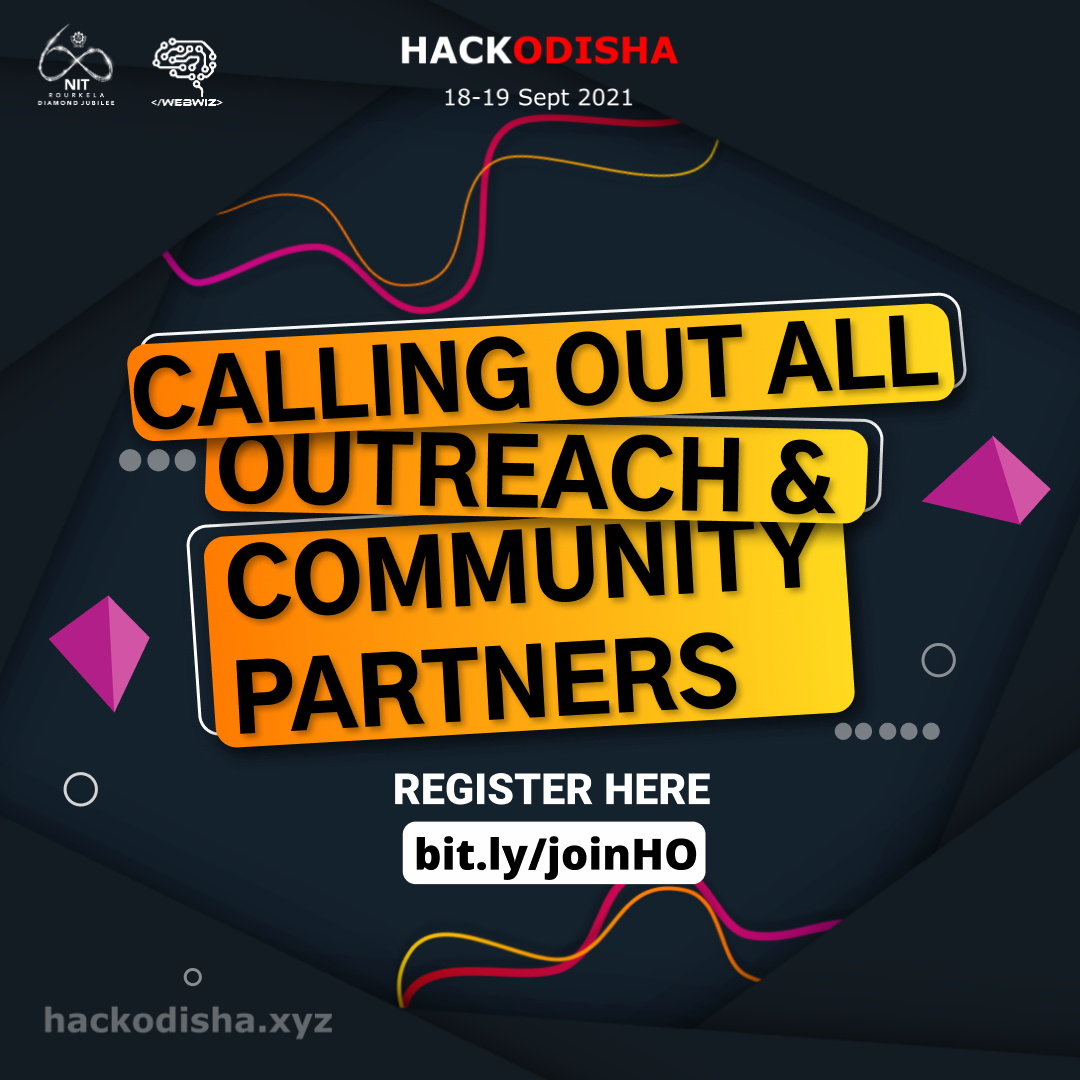 NIT
ROURKELA
DIAMOND JUBILEE
</WEBWIZ>
HACKODISHA
18-19 Sept 2021
CALLING OUT ALL
OUTREACH &
COMMUNITY
PARTNERS
REGISTER HERE
bit.ly/joinHO
hackodisha.xyz